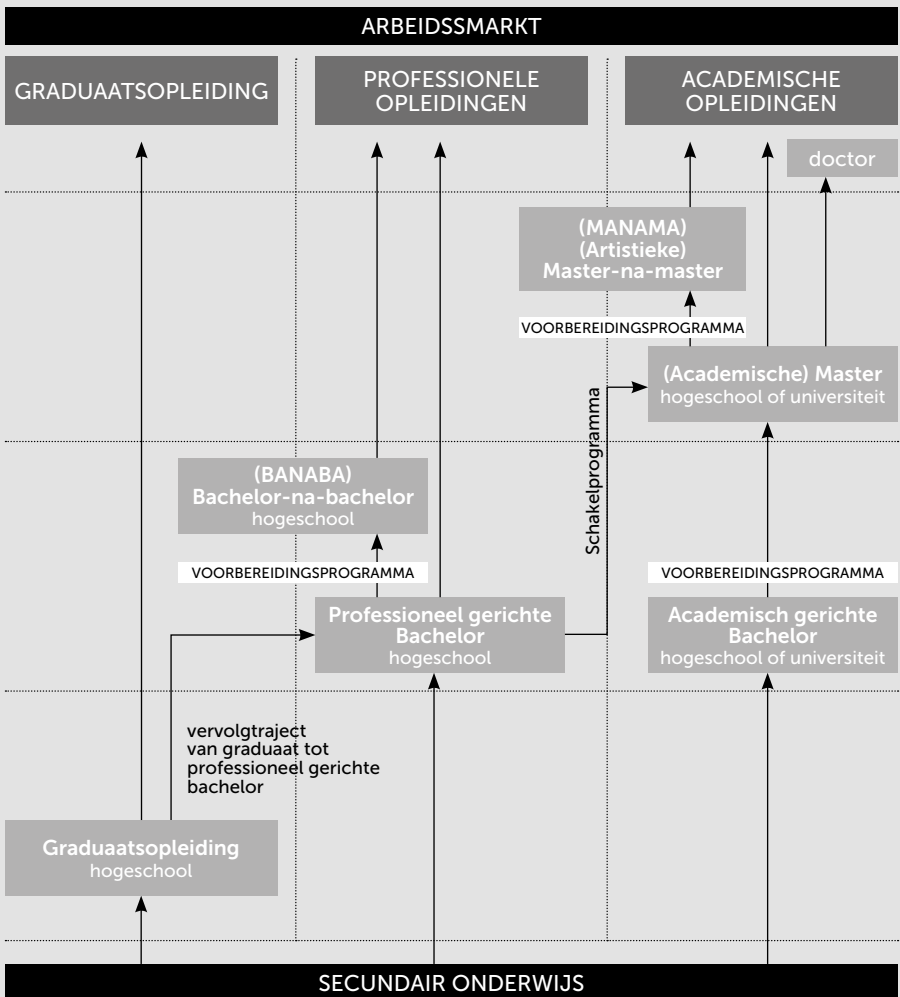 ARBEIDSSMARKT
GRADUAATSOPLEIDING
PROFESSIONELE
OPLEIDINGEN
ACADEMISCHE
OPLEIDINGEN
doctor
(MANAMA)
(Artistieke)
Master-na-master
VOORBEREIDINGSPROGRAMMA
(Academische) Master
hogeschool of universiteit
Schakelprogramma
(BANABA)
Bachelor-na-bachelor
hogeschool
VOORBEREIDINGSPROGRAMMA
VOORBEREIDINGSPROGRAMMA
Professioneel gerichte
Bachelor
hogeschool
Academisch gerichte
Bachelor
hogeschool of universiteit
vervolgtraject
van graduaat tot
professioneel gerichte
bachelor
Graduaatsopleiding
hogeschool
SECUNDAIR ONDERWIJS